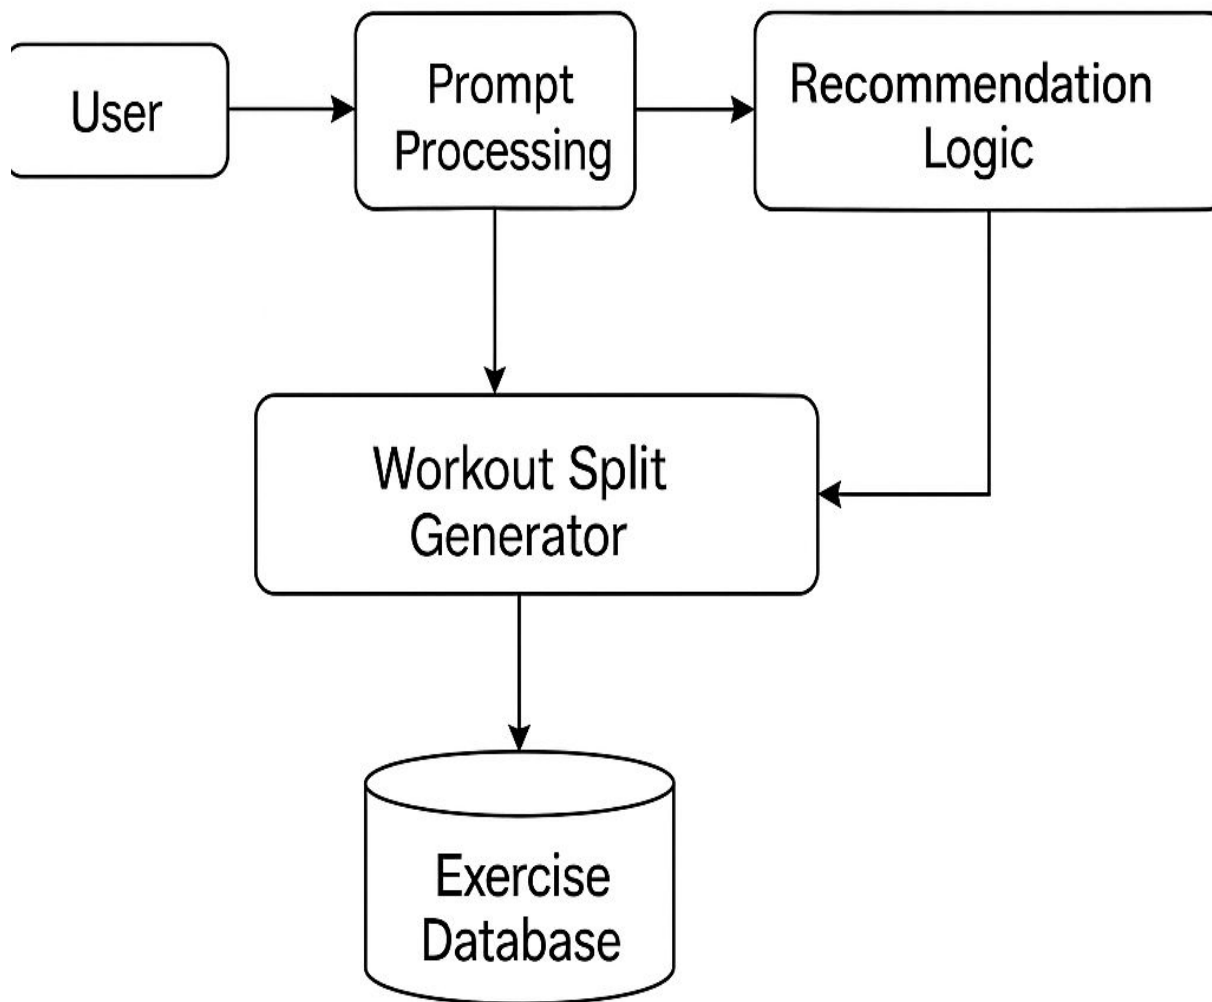 User
Prompt
Processing
Recommendation
Logic
Workout Split
Generator
Exercise
Database